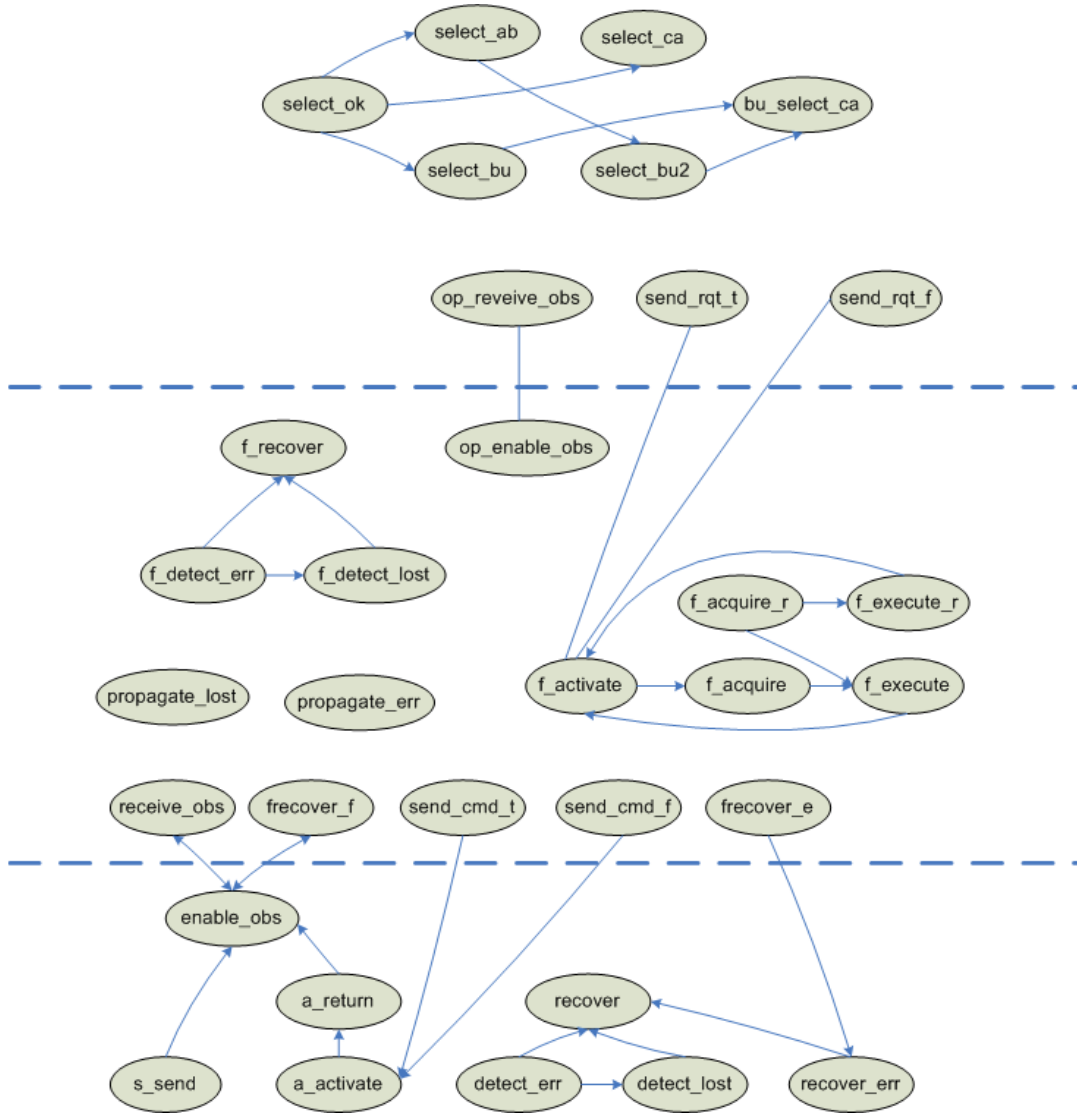 select_ab
select_ca
select_ok
bu_select_ca
select_bu
select_bu2
op_reveive_obs
send_rqt_t
send_rqt_f
f_recover
op_enable_obs
f_detect_err
f_detect_lost
f_acquire_r
f_execute_r
propagate_lost
propagate_err
f_activate
f_acquire
f_execute
receive_obs
frecover_f
send_cmd_t
send_cmd_f
frecover_e
enable_obs
a_return
recover
s_send
a_activate
detect_err
detect_lost
recover_err